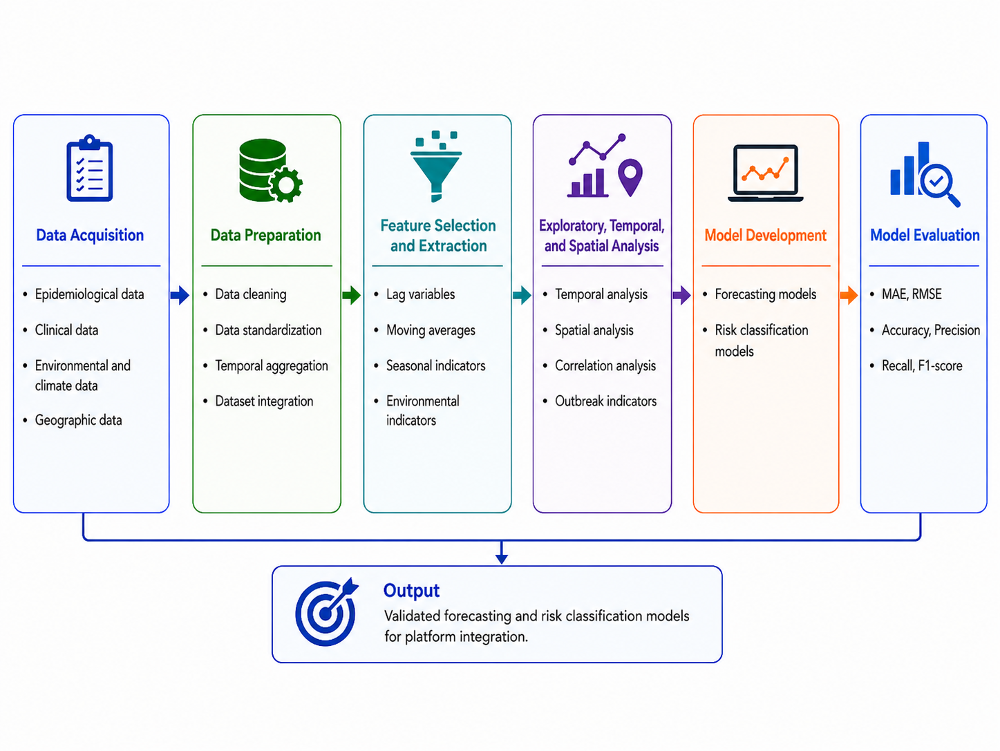 Data Acquisition
• Epidemiological data
• Clinical data
• Environmental and
climate data
• Geographic data
Data Preparation
• Data cleaning
• Data standardization
• Temporal aggregation
• Dataset integration
Feature Selection
and Extraction
• Lag variables
• Moving averages
• Seasonal indicators
• Environmental
indicators
Exploratory, Temporal,
and Spatial Analysis
• Temporal analysis
• Spatial analysis
• Correlation analysis
• Outbreak indicators
Model Development
• Forecasting models
• Risk classification
models
Model Evaluation
• MAE, RMSE
• Accuracy, Precision
• Recall, F1-score
Output
Validated forecasting and risk classification models
for platform integration.